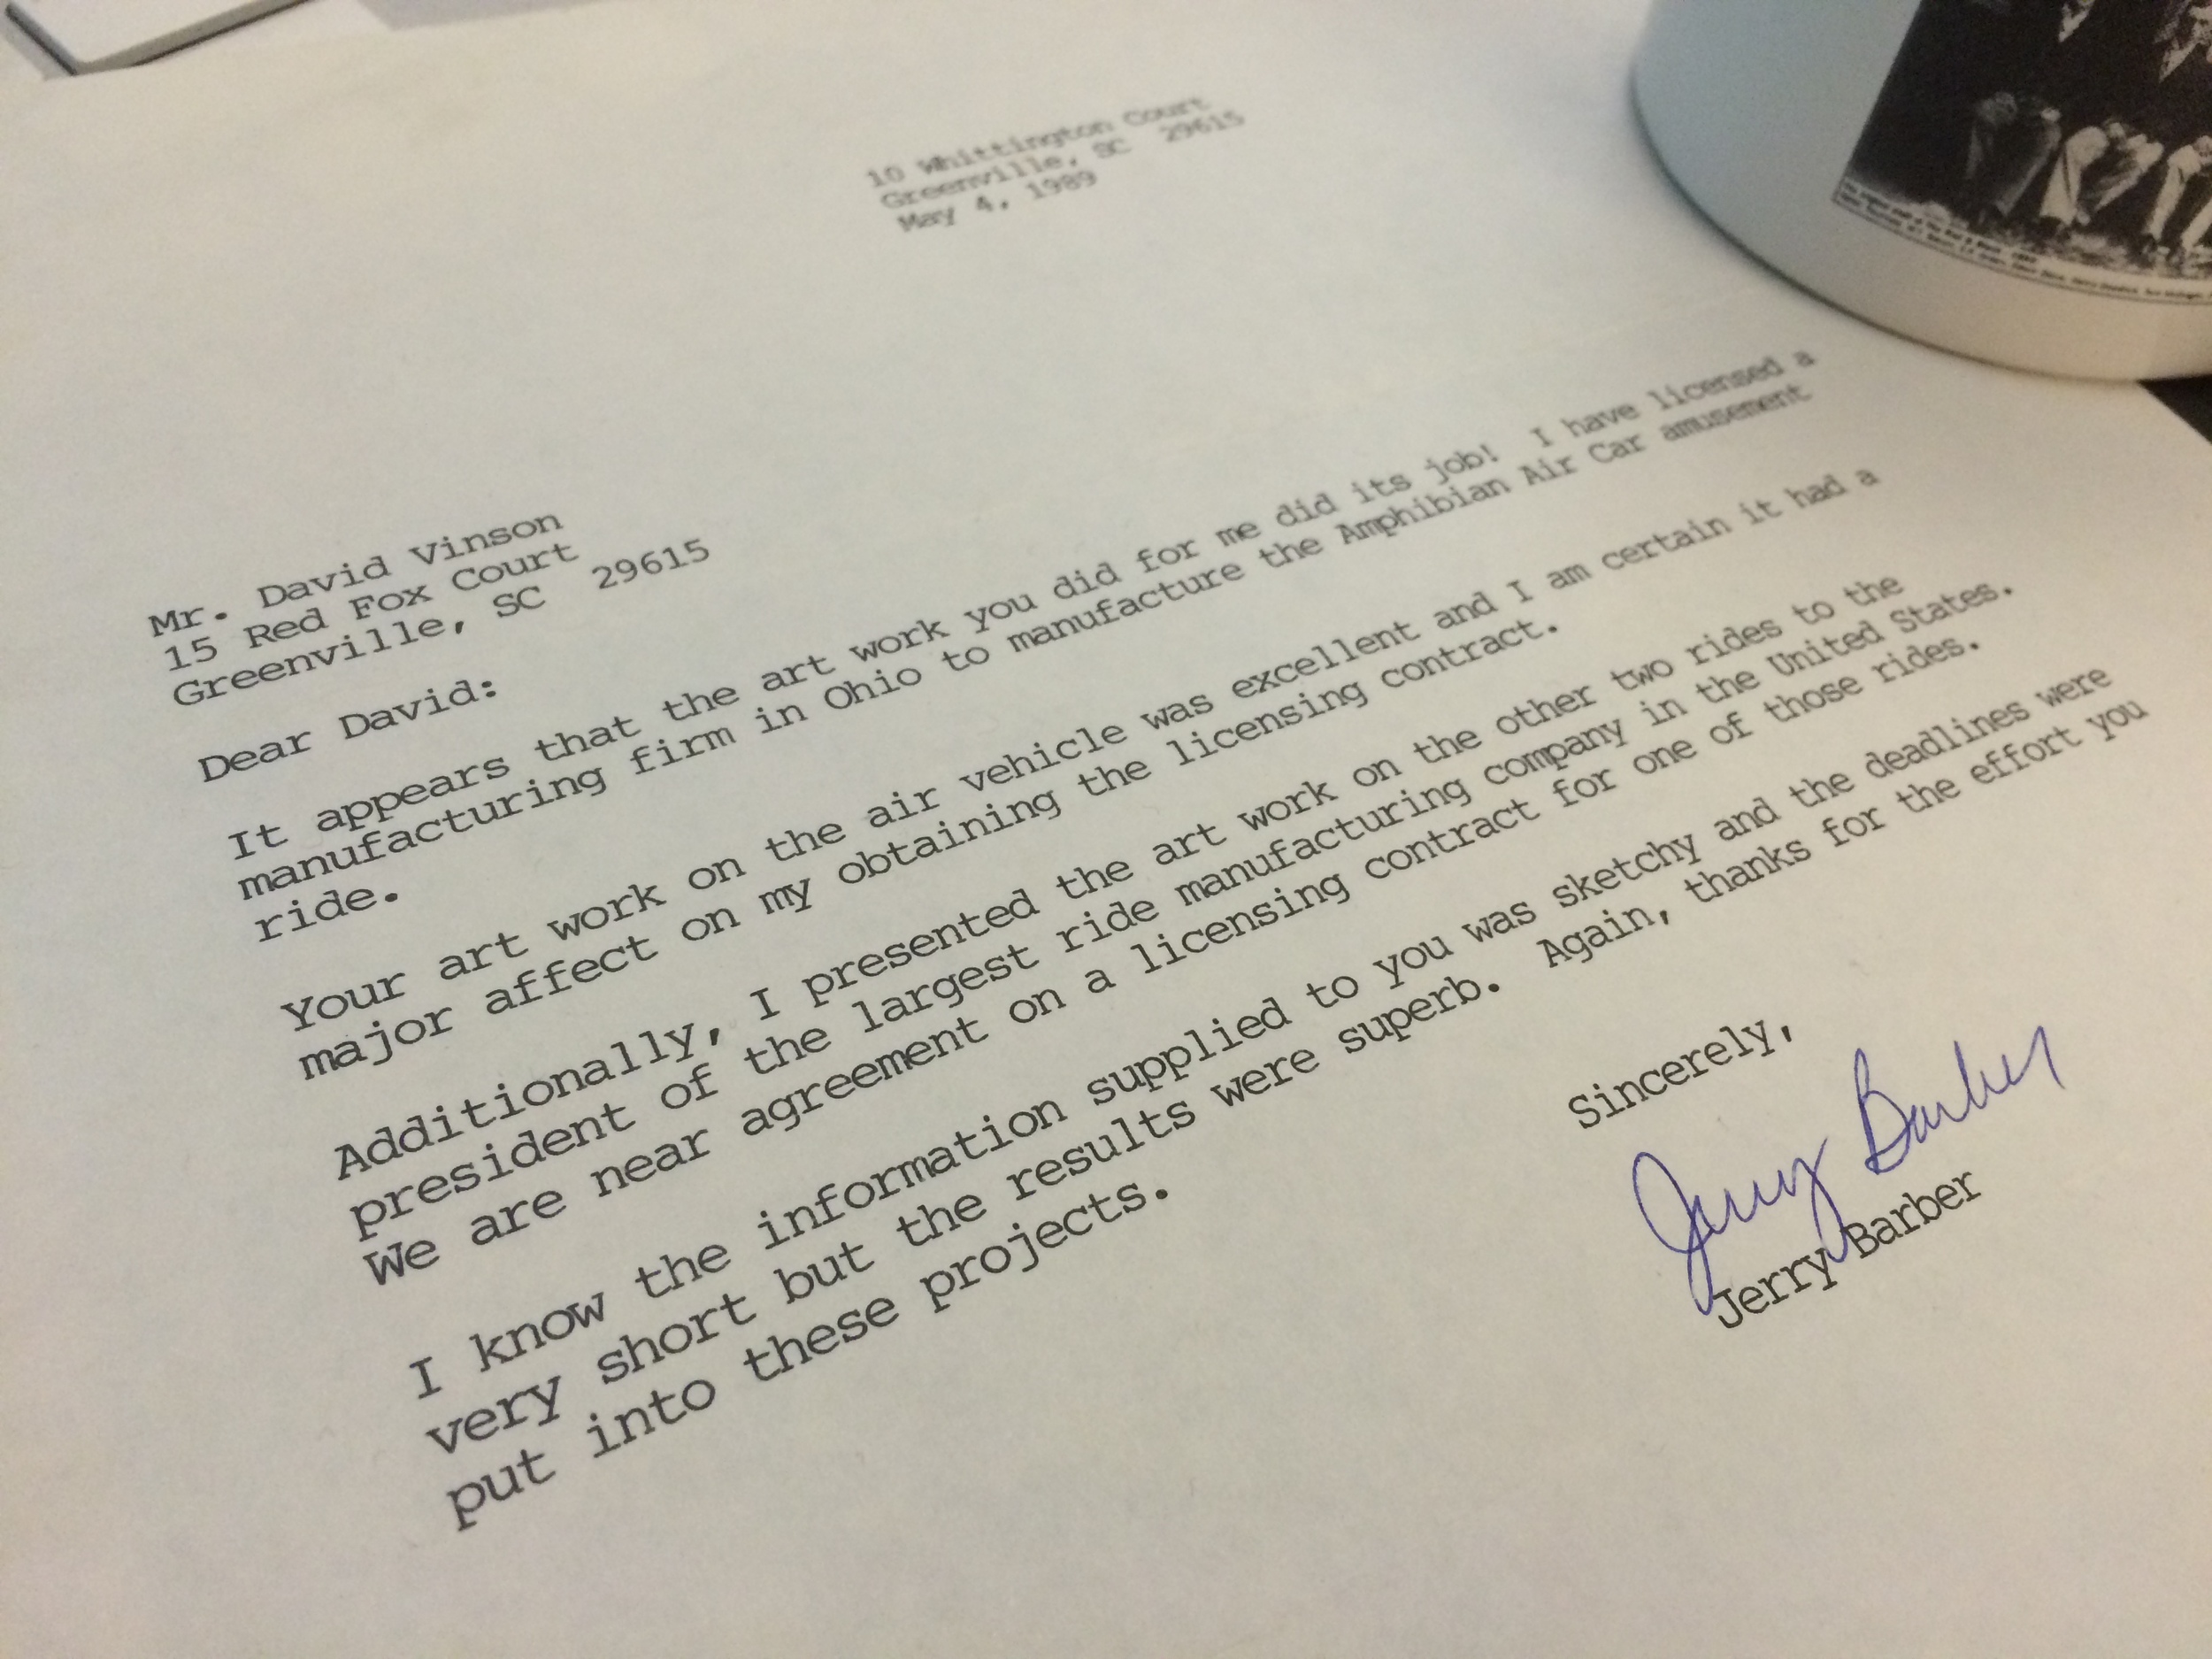 10 Whittington Court
Greenville, SC  29615
May 4, 1989
Mr. David Vinson
15 Red Fox Court
Greenville, SC  29615
Dear David:
It appears that the art work you did for me did its job!  I have licensed a
manufacturing firm in Ohio to manufacture the Amphibian Air Car amusement
ride.
Your art work on the air vehicle was excellent and I am certain it had a
major affect on my obtaining the licensing contract.
Additionally, I presented the art work on the other two rides to the
president of the largest ride manufacturing company in the United States.
We are near agreement on a licensing contract for one of those rides.
I know the information supplied to you was sketchy and the deadlines were
very short but the results were superb.  Again, thanks for the effort you
put into these projects.
Sincerely,
Jerry Barber
Jerry Barber